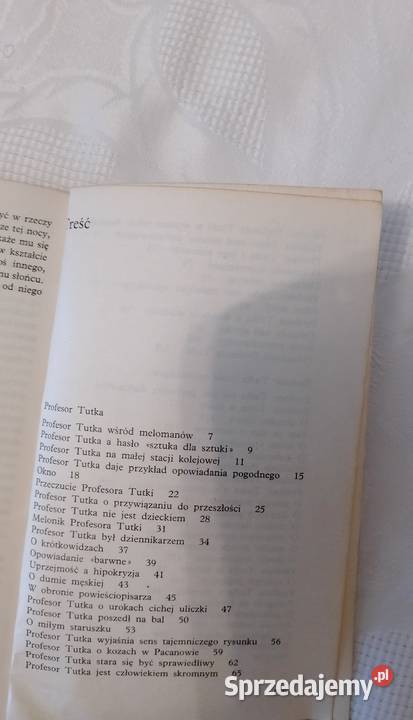 yć w rzeczy
ze tej nocy,
każe mu się
w kształcie
oś innego,
mu słońcu.
od niego
Treść
Profesor Tutka
Profesor Tutka wśród melomanów 7
Profesor Tutka a hasło «sztuka dla sztuki» 9
Profesor Tutka na małej stacji kolejowej 11
Profesor Tutka daje przykład opowiadania pogodnego 15
Okno 18
Przeczucie Profesora Tutki 22
Profesor Tutka o przywiązaniu do przeszłości 25
Profesor Tutka nie jest dzieckiem 28
Melonik Profesora Tutki 31
Profesor Tutka był dziennikarzem 34
O krótkowidzach 37
Opowiadanie «barwne» 39
Uprzejmość a hipokryzja 41
O dumie męskiej 43
W obronie powieściopisarza 45
Profesor Tutka o urokach cichej uliczki 47
Profesor Tutka poszedł na bal 50
O miłym staruszku 53
Profesor Tutka wyjaśnia sens tajemniczego rysunku 56
Profesor Tutka o kozach w Pacanowie 59
Profesor Tutka stara się być sprawiedliwy 62
Profesor Tutka jest człowiekiem skromnym 65
Sprzedajemy.pl